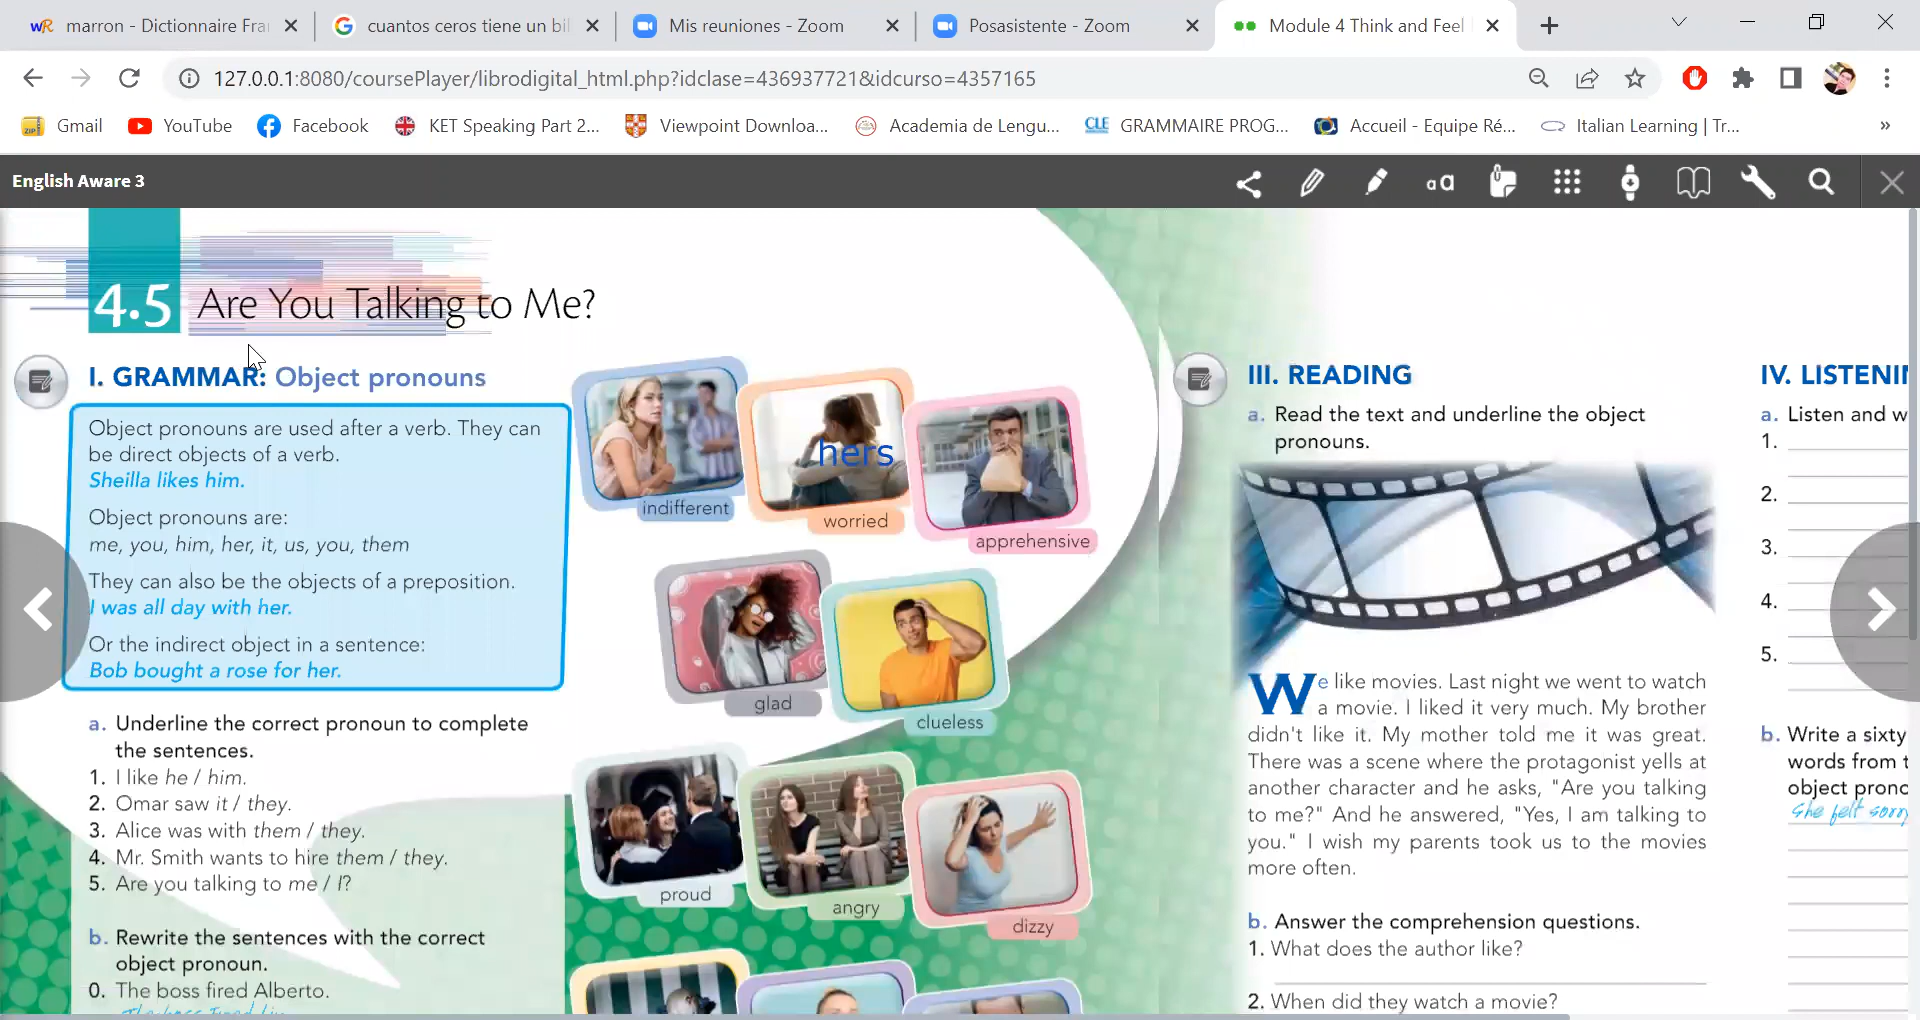 marron - Dictionnaire Fra
cuantos ceros tiene un bil
Mis reuniones - Zoom
Posasistente - Zoom
Module 4 Think and Feel
127.0.0.1:8080/coursePlayer/librodigital_html.php?idclase=436937721&idcurso=4357165
Gmail
YouTube
Facebook
KET Speaking Part 2...
Viewpoint Downloa...
Academia de Lengu...
CLE
GRAMMAIRE PROG...
Accueil - Equipe Ré...
Italian Learning | Tr...
»
English Aware 3
aa
4.5 Are You Talking to Me?
I. GRAMMAR: Object pronouns
Object pronouns are used after a verb. They can
be direct objects of a verb.
Sheilla likes him.
Object pronouns are:
me, you, him, her, it, us, you, them
They can also be the objects of a preposition.
I was all day with her.
Or the indirect object in a sentence:
Bob bought a rose for her.
a. Underline the correct pronoun to complete
the sentences.
1. I like he / him.
2. Omar saw it / they.
3. Alice was with them / they.
4. Mr. Smith wants to hire them / they.
5. Are you talking to me / I?
b. Rewrite the sentences with the correct
object pronoun.
0. The boss fired Alberto.
indifferent
hers
worried
apprehensive
glad
clueless
proud
angry
dizzy
III. READING
a. Read the text and underline the object
pronouns.
We like movies. Last night we went to watch
a movie. I liked it very much. My brother
didn't like it. My mother told me it was great.
There was a scene where the protagonist yells at
another character and he asks, "Are you talking
to me?" And he answered, "Yes, I am talking to
you." I wish my parents took us to the movies
more often.
b. Answer the comprehension questions.
1. What does the author like?
2. When did they watch a movie?
IV. LISTENIN
a. Listen and w
1.
2.
3.
4.
5.
b. Write a sixty
words from t
object prono
She felt sorry